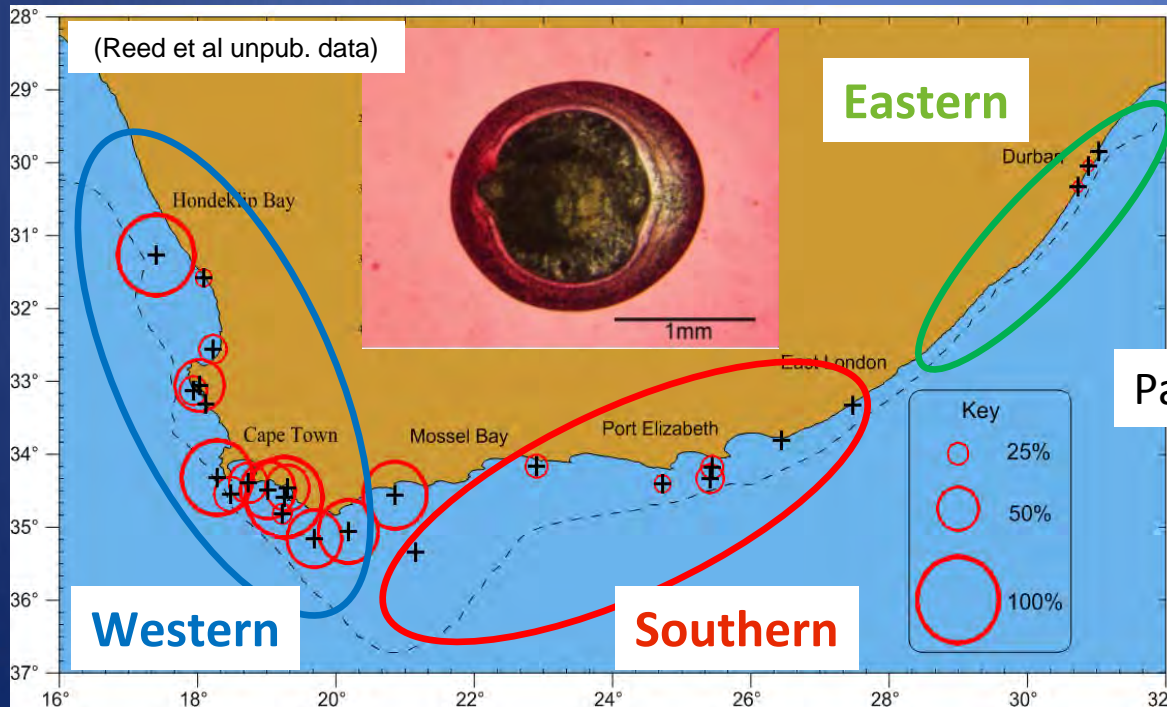 28°
(Reed et al unpub. data)
29°
Eastern
30°
Durban
Hondeklip Bay
31°
32°
1mm
33°
East London
Pa
Key
34°
Cape Town
Mossel Bay
Port Elizabeth
25%
35°
50%
36°
Western
Southern
100%
37°
16° 18° 20° 22° 24° 26° 28° 30° 32